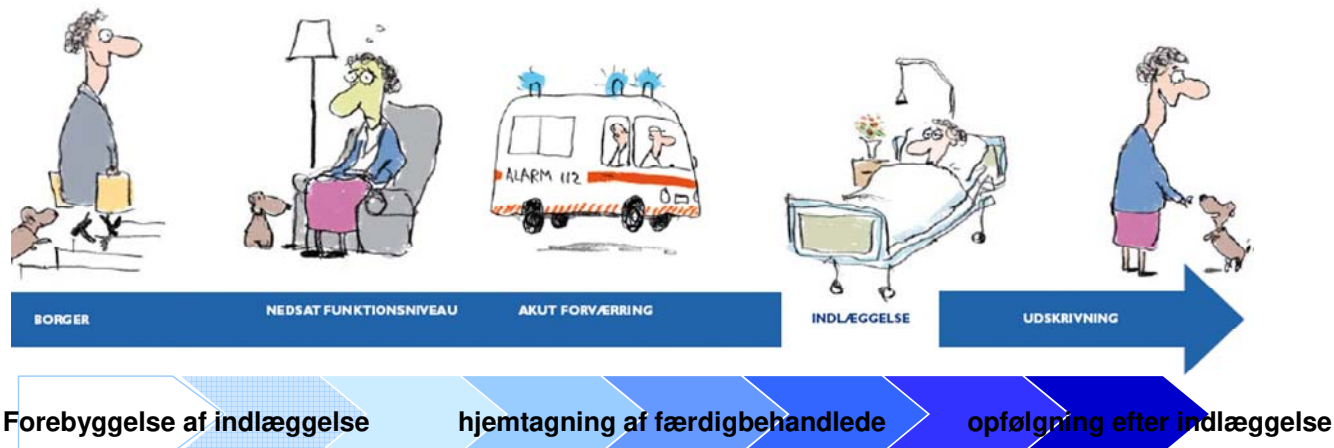 ALARM 112
BORGER
NEDSAT FUNKTIONSNIVEAU
AKUT FORVÆRRING
INDLÆGGELSE
UDSKRIVNING
Forebyggelse af indlæggelse
hjemtagning af færdigbehandlede
opfølgning efter indlæggelse